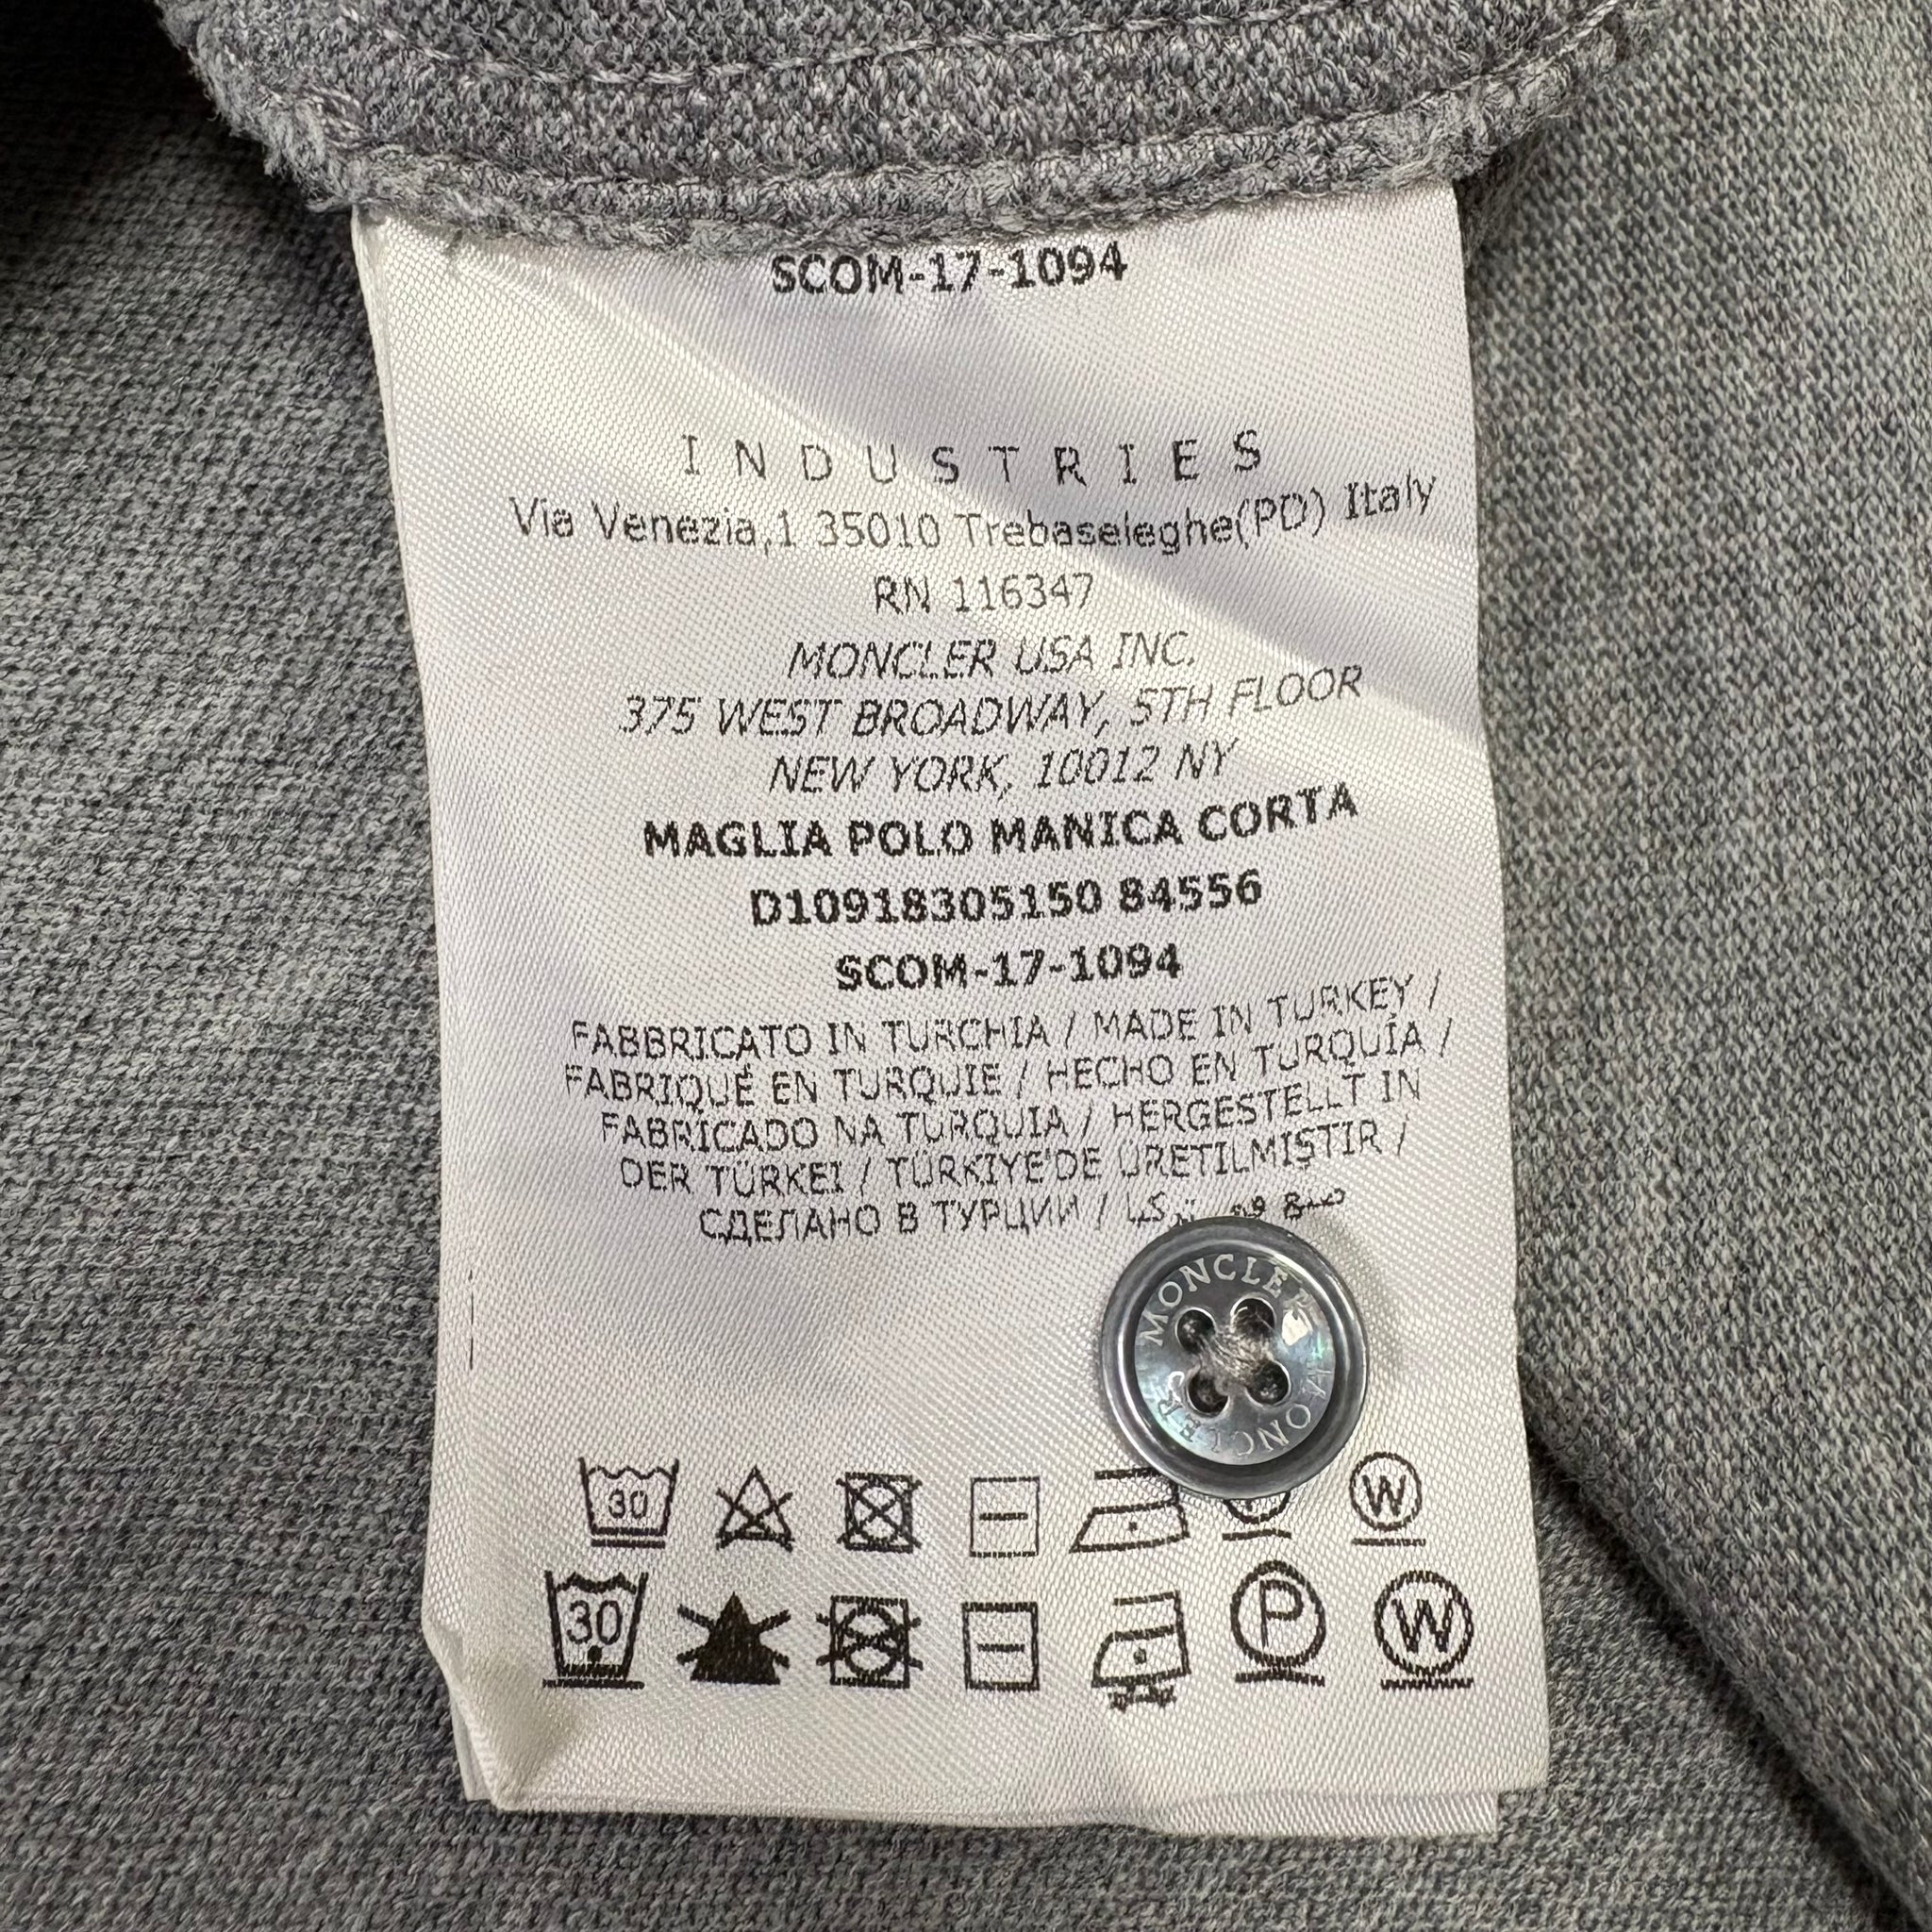 SCOM-17-1094
INDUSTRIES
Via Venezia,1 35010 Trebaseleghe(PD) Italy
RN 116347
MONCLER USA INC.
375 WEST BROADWAY, 5TH FLOOR
NEW YORK, 10012 NY
MAGLIA POLO MANICA CORTA
D10918305150 84556
SCOM-17-1094
FABBRICATO IN TURCHIA / MADE IN TURKEY /
FABRIQUÉ EN TURQUIE / HECHO EN TURQUÍA /
FABRICADO NA TURQUIA / HERGESTELLT IN
DER TÜRKEI / TÜRKIYE'DE ÜRETILMIŞTIR /
СДЕЛАНО В ТУРЦИИ / صنع في
MONCLER MONCLER
30 W
30 P W